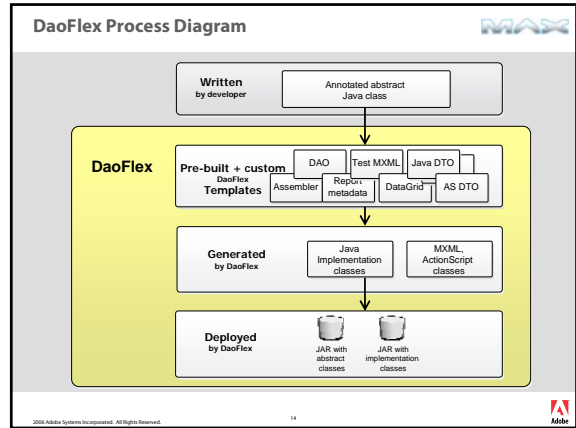 DaoFlex Process Diagram
MAX
Written
by developer
Annotated abstract
Java class
DaoFlex
Pre-built + custom
DaoFlex
Templates
DAO
Test MXML
Java DTO
Assembler
Report
metadata
DataGrid
AS DTO
Generated
by DaoFlex
Java
Implementation
classes
MXML,
ActionScript
classes
Deployed
by DaoFlex
JAR with
abstract
classes
JAR with
implementation
classes
2006 Adobe Systems Incorporated. All Rights Reserved.
14
Adobe